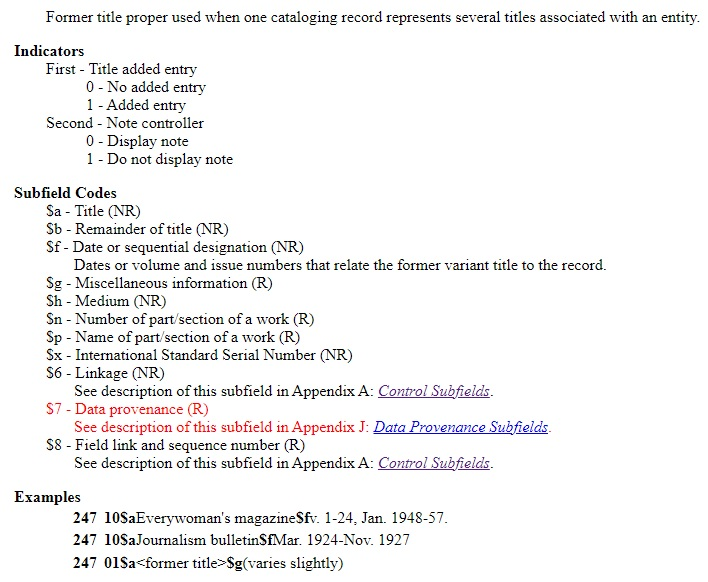 Former title proper used when one cataloging record represents several titles associated with an entity.
Indicators
First - Title added entry
0 - No added entry
1 - Added entry
Second - Note controller
0 - Display note
1 - Do not display note
Subfield Codes
$a - Title (NR)
$b - Remainder of title (NR)
$f - Date or sequential designation (NR)
Dates or volume and issue numbers that relate the former variant title to the record.
$g - Miscellaneous information (R)
$h - Medium (NR)
$n - Number of part/section of a work (R)
$p - Name of part/section of a work (R)
$x - International Standard Serial Number (NR)
$6 - Linkage (NR)
See description of this subfield in Appendix A: Control Subfields.
$7 - Data provenance (R)
See description of this subfield in Appendix J: Data Provenance Subfields.
$8 - Field link and sequence number (R)
See description of this subfield in Appendix A: Control Subfields.
Examples
247 10$aEverywoman's magazine$fv. 1-24, Jan. 1948-57.
247 10$aJournalism bulletin$fMar. 1924-Nov. 1927
247 01$a<former title>$g(varies slightly)